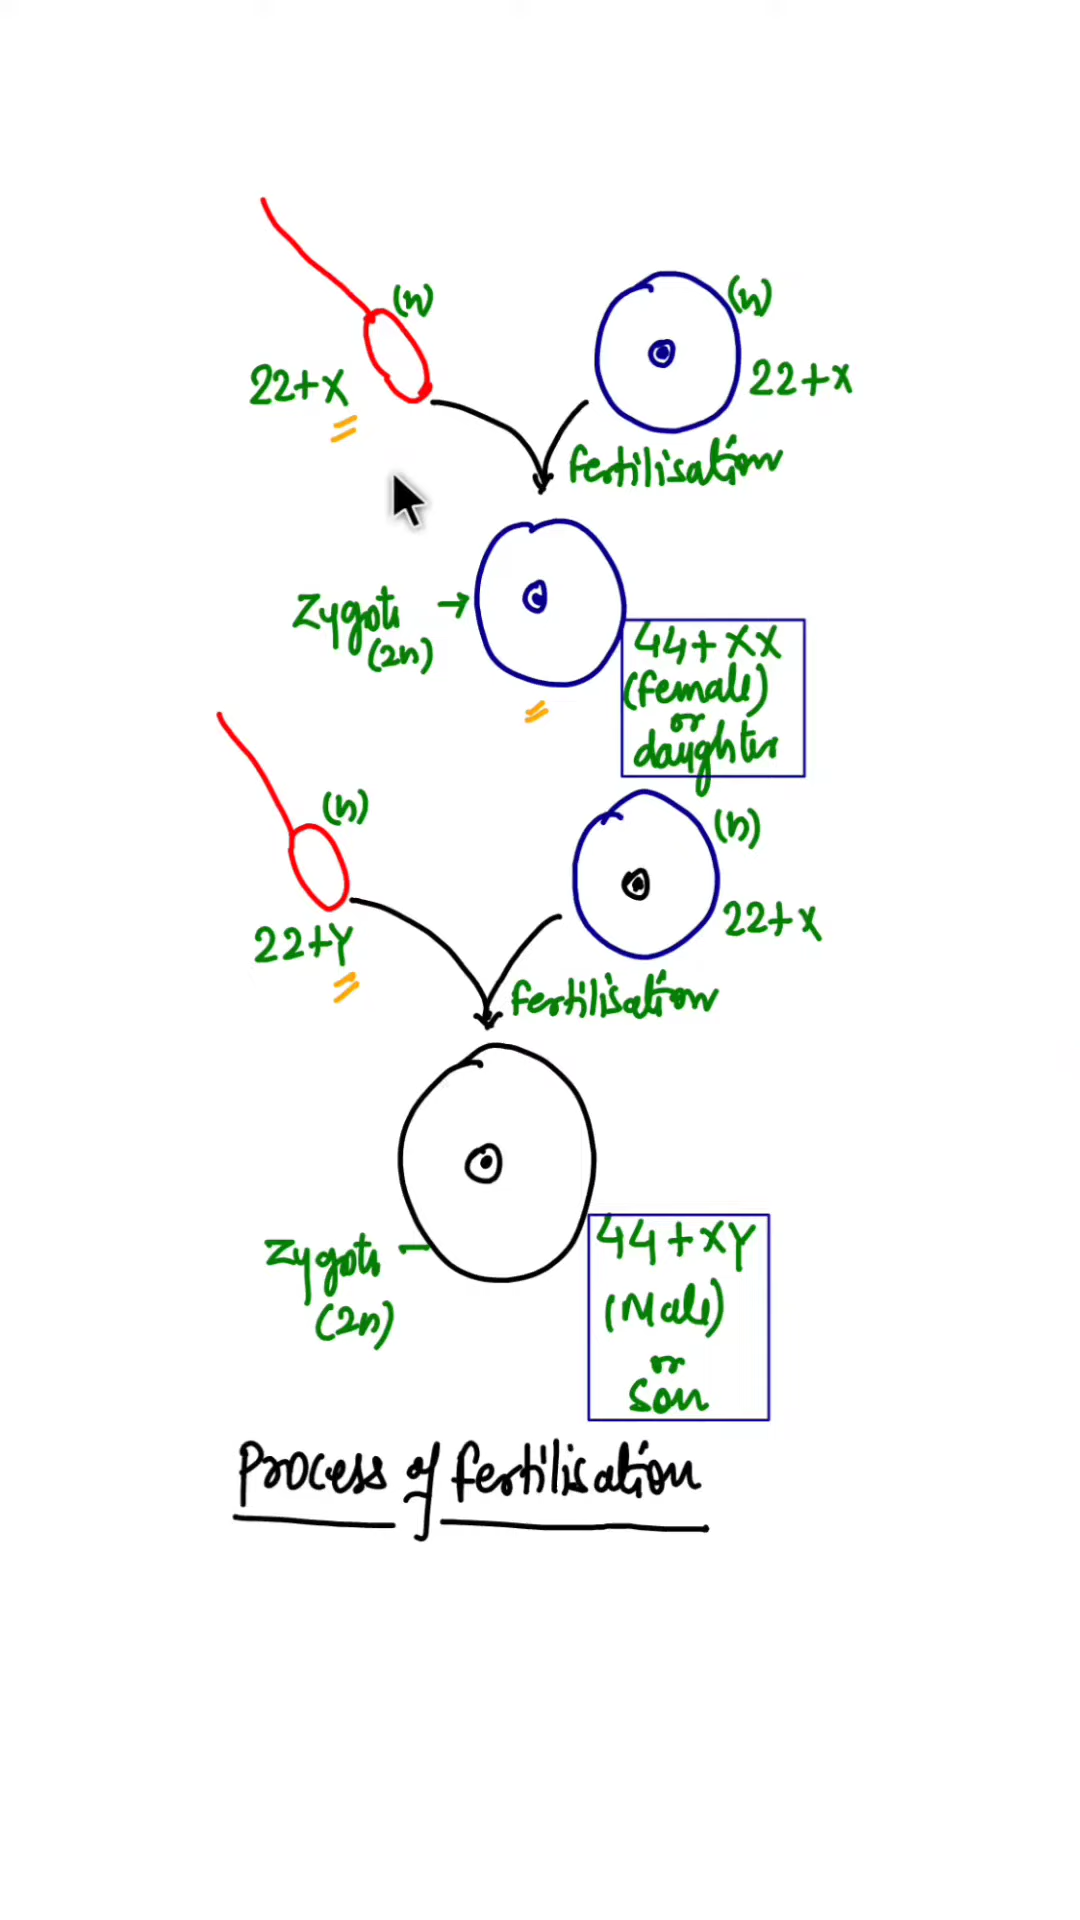 (n)
(n)
22+X
22+X
fertilisation
Zygote
(2n)
44+XX
(female)
or
daughter
(n)
(n)
22+Y
22+X
fertilisation
Zygote
(2n)
44+XY
(Male)
or
Son
Process of fertilisation